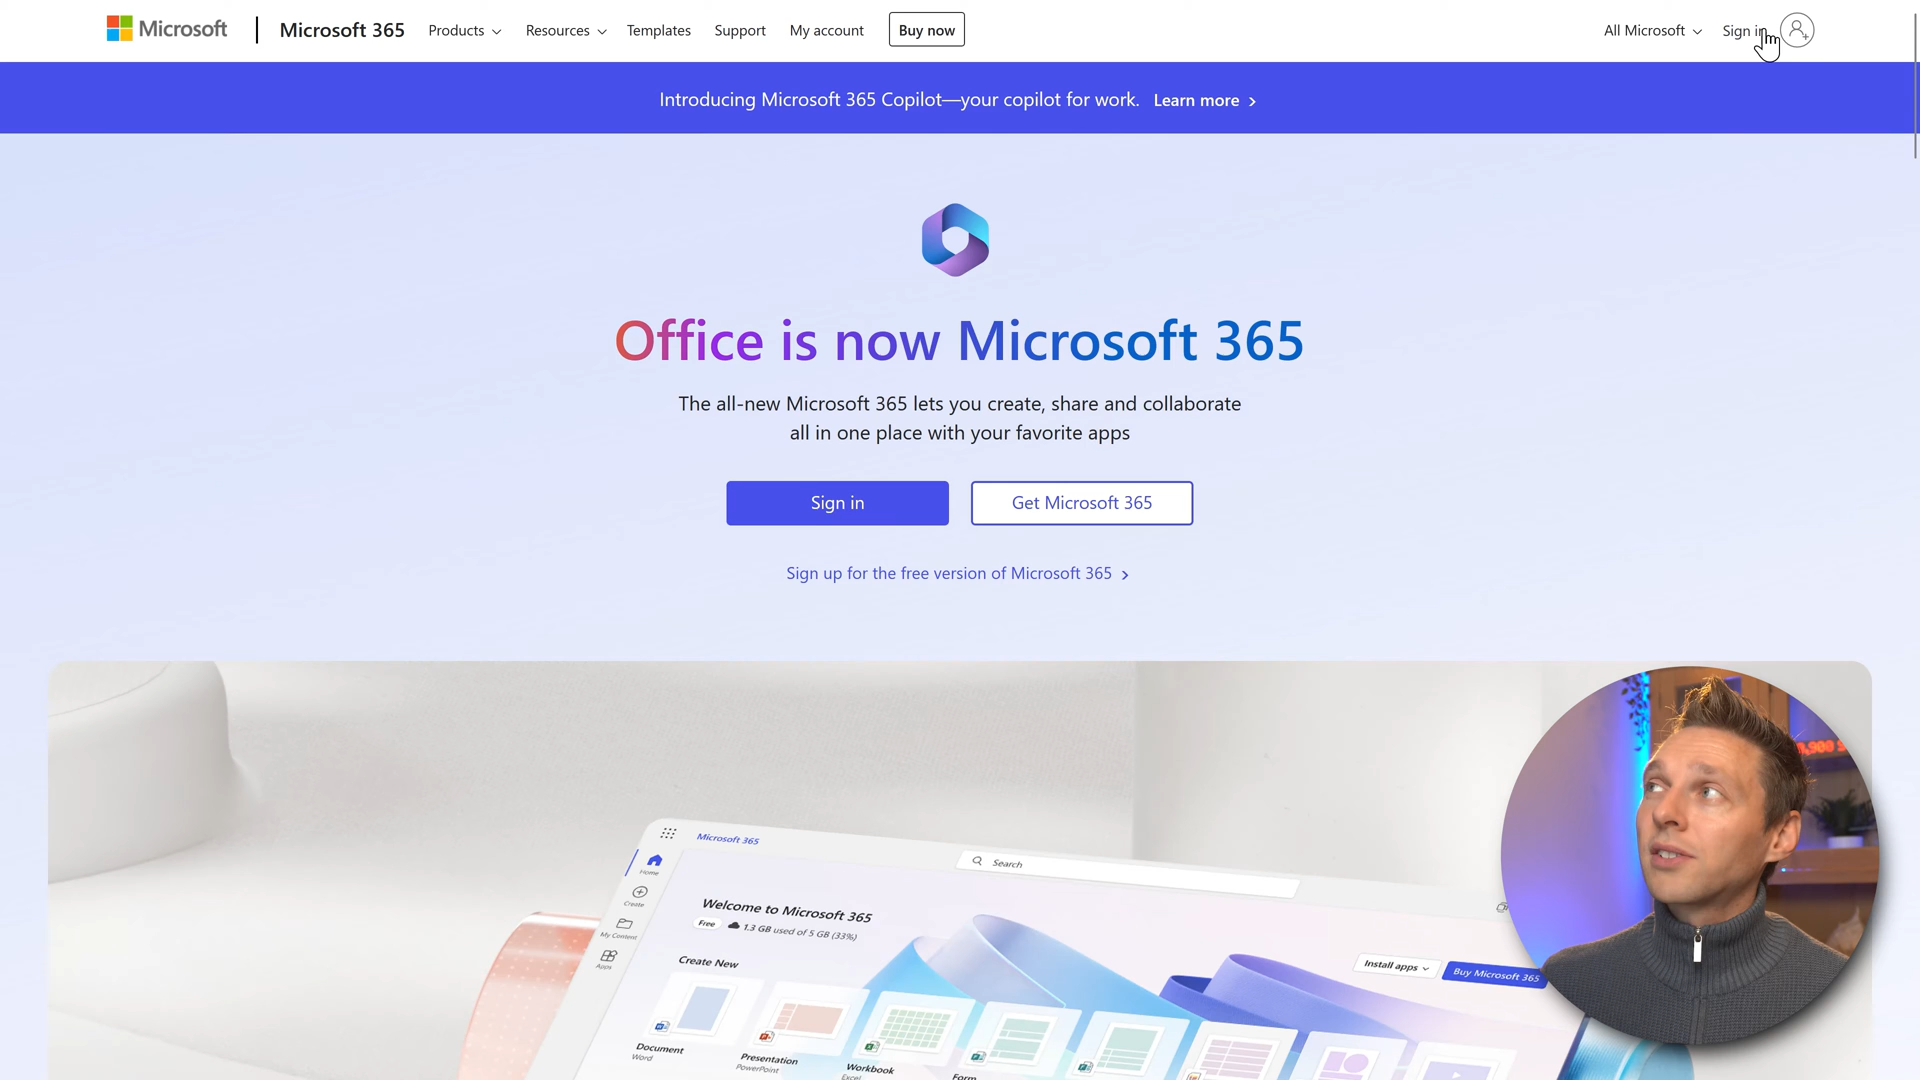 Microsoft
Microsoft 365
Products
Resources
Templates
Support
My account
Buy now
All Microsoft
Sign in
Introducing Microsoft 365 Copilot—your copilot for work. Learn more
Office is now Microsoft 365
The all-new Microsoft 365 lets you create, share and collaborate
all in one place with your favorite apps
Sign in
Get Microsoft 365
Sign up for the free version of Microsoft 365
Microsoft 365
Search
Home
Create
My Content
Apps
Welcome to Microsoft 365
Free
1.3 GB used of 5 GB (33%)
Install apps
Buy Microsoft 365
Create New
Document
Word
Presentation
PowerPoint
Workbook
Excel
Form